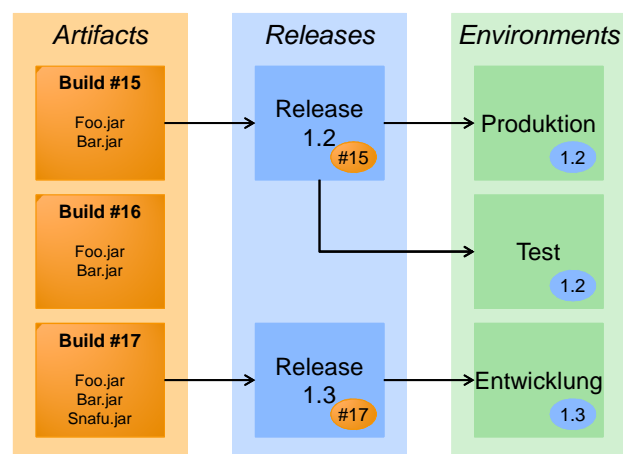 Artifacts
Releases
Environments
Build #15
Foo.jar
Bar.jar
Release
1.2
#15
Produktion
1.2
Build #16
Foo.jar
Bar.jar
Test
1.2
Build #17
Foo.jar
Bar.jar
Snafu.jar
Release
1.3
#17
Entwicklung
1.3